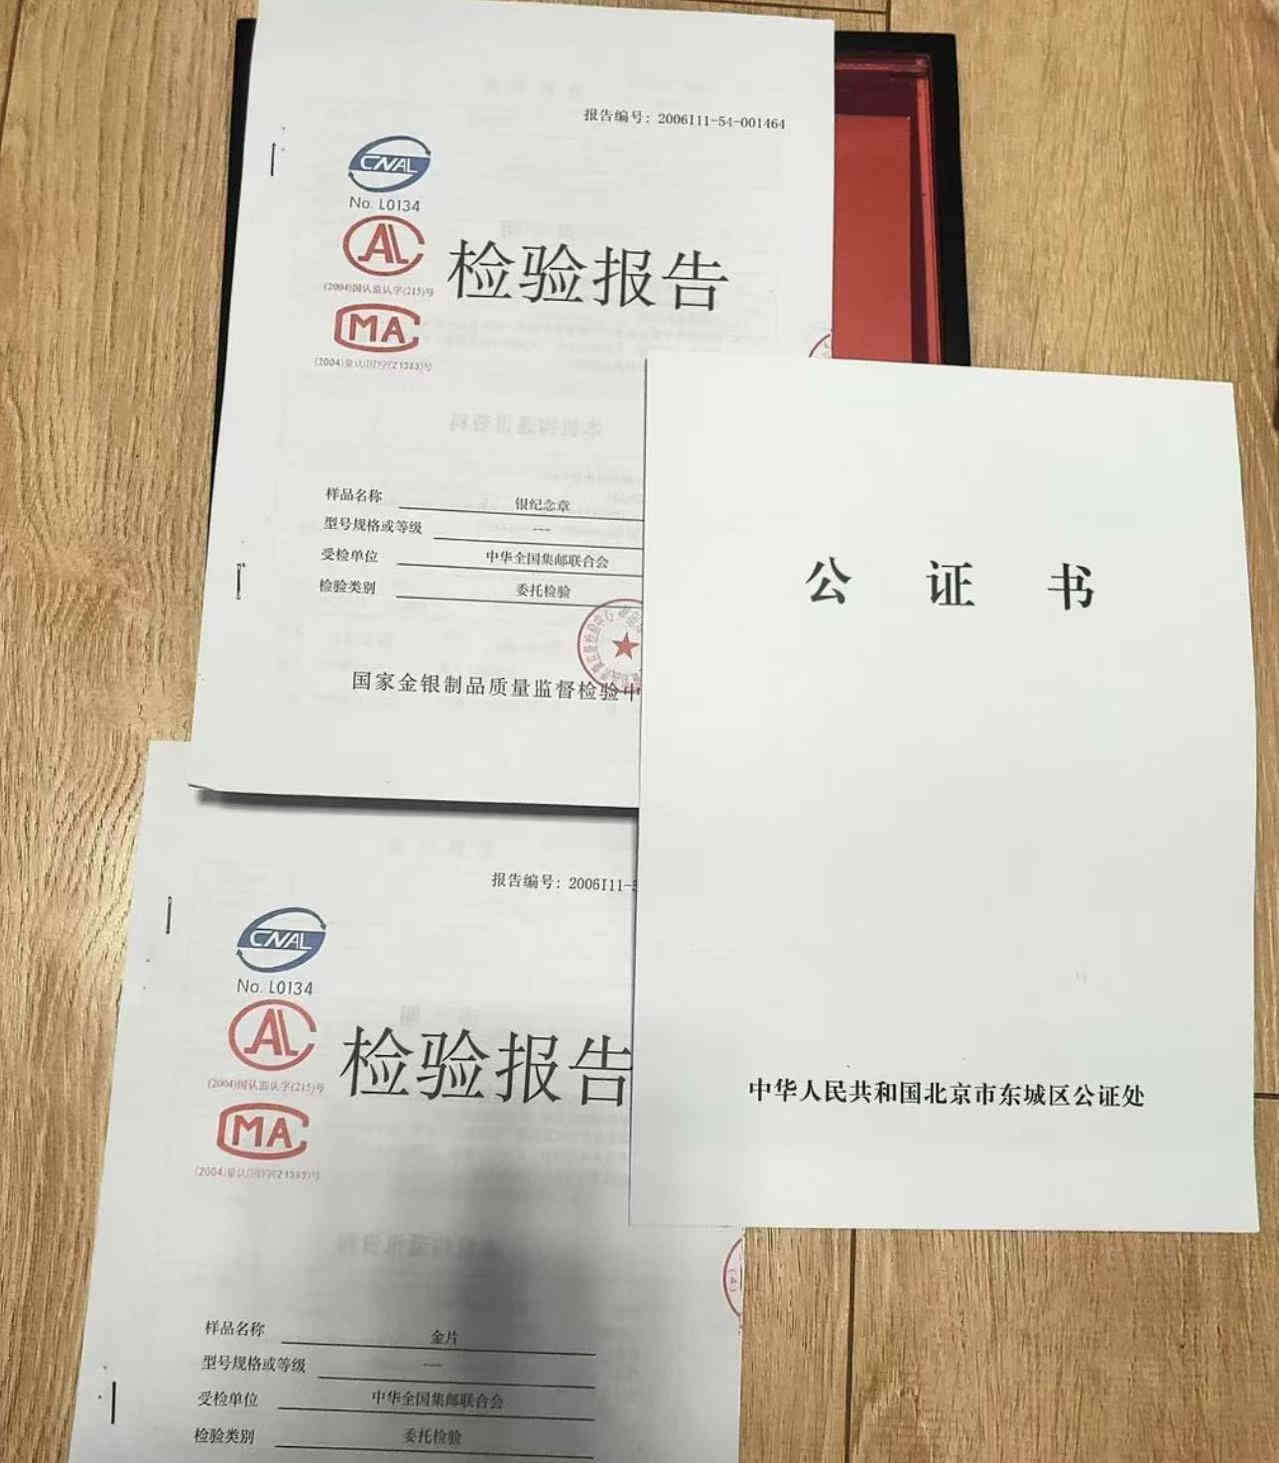 报告编号: 2006I11-54-001464
CNAL
No. L0134
AL
(2004)国认监认字(215)号
检验报告
MA
样品名称 银纪念章
型号规格或等级 ---
受检单位 中华全国集邮联合会
检验类别 委托检验
国家金银制品质量监督检验中
公证书
中华人民共和国北京市东城区公证处
报告编号: 2006I11-
CNAL
No. L0134
AL
(2004)国认监认字(215)号
检验报告
MA
样品名称 金片
型号规格或等级 ---
受检单位 中华全国集邮联合会
检验类别 委托检验